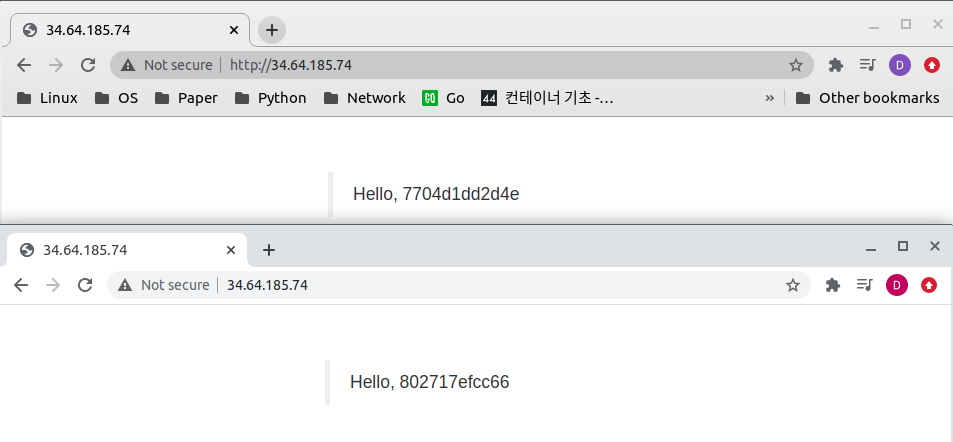 34.64.185.74
Not secure http://34.64.185.74 D
Linux OS Paper Python Network GO Go 44 컨테이너 기초 -... » Other bookmarks
Hello, 7704d1dd2d4e
34.64.185.74
Not secure 34.64.185.74 D
Hello, 802717efcc66